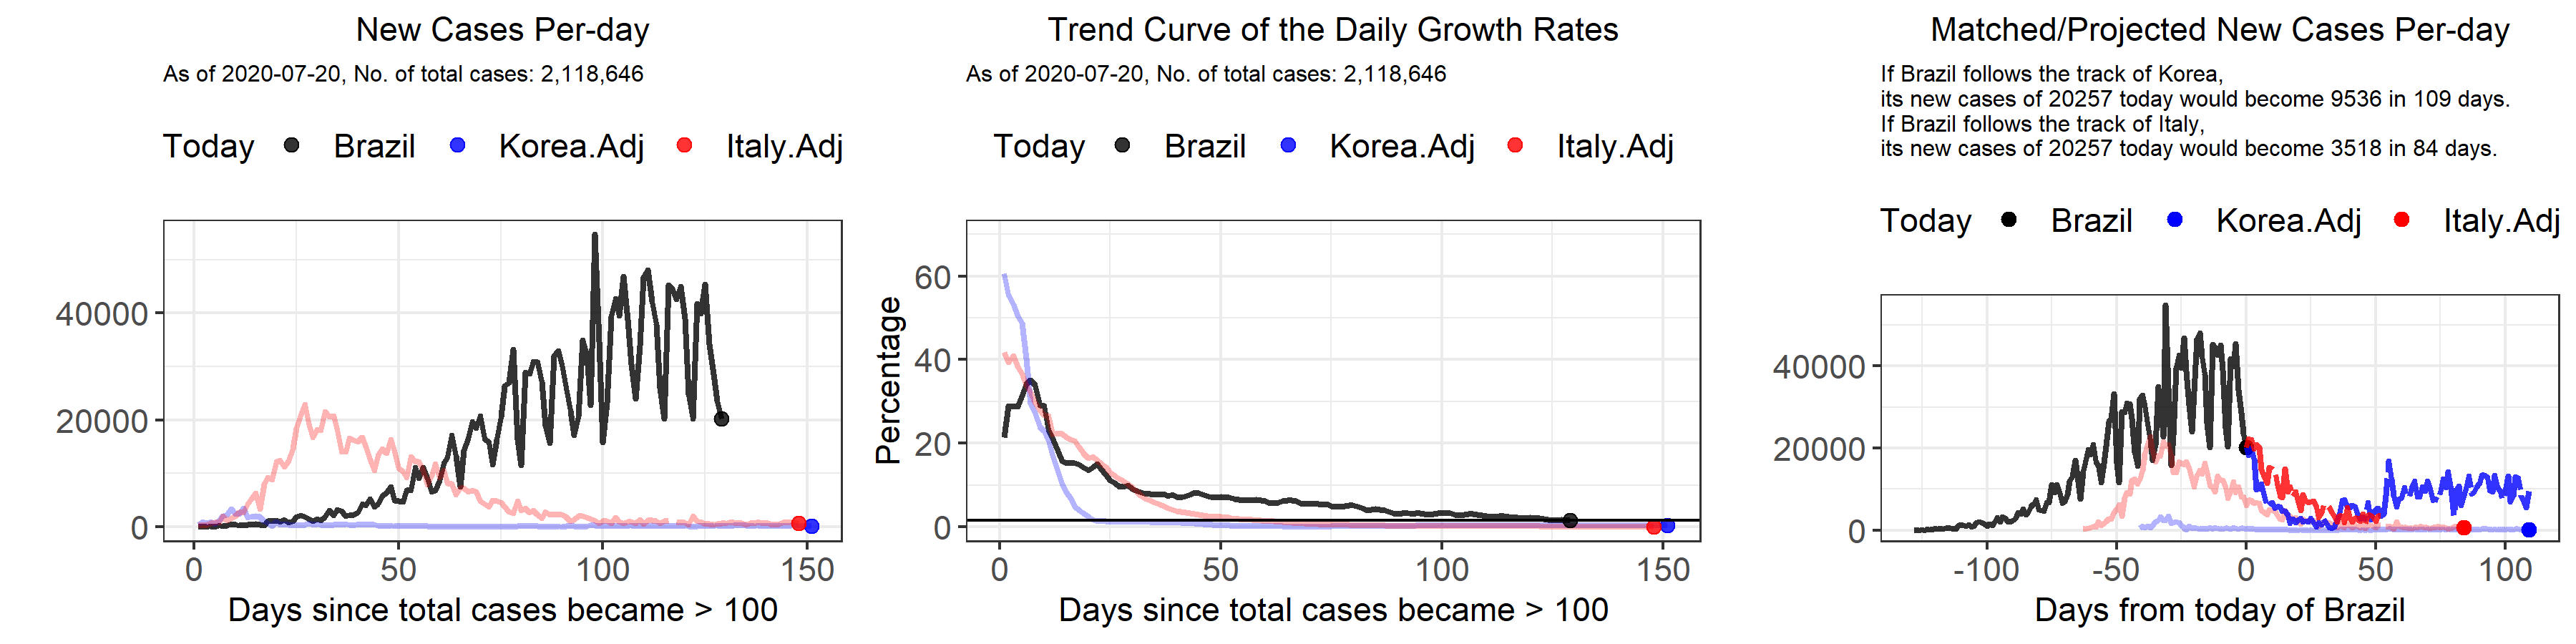 New Cases Per-day
As of 2020-07-20, No. of total cases: 2,118,646
Today Brazil Korea.Adj Italy.Adj
40000
20000
0
0 50 100 150
Days since total cases became > 100
Trend Curve of the Daily Growth Rates
As of 2020-07-20, No. of total cases: 2,118,646
Today Brazil Korea.Adj Italy.Adj
Percentage
60
40
20
0
0 50 100 150
Days since total cases became > 100
Matched/Projected New Cases Per-day
If Brazil follows the track of Korea,
its new cases of 20257 today would become 9536 in 109 days.
If Brazil follows the track of Italy,
its new cases of 20257 today would become 3518 in 84 days.
Today Brazil Korea.Adj Italy.Adj
40000
20000
0
-100 -50 0 50 100
Days from today of Brazil